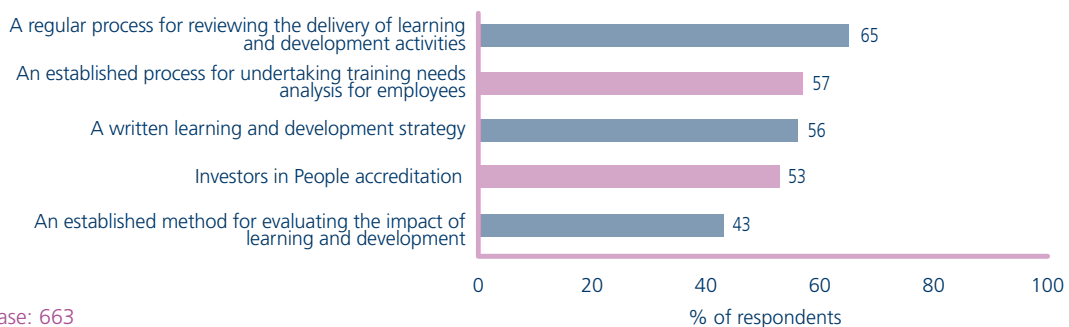 A regular process for reviewing the delivery of learning
and development activities
65
An established process for undertaking training needs
analysis for employees
57
A written learning and development strategy
56
Investors in People accreditation
53
An established method for evaluating the impact of
learning and development
43
0 20 40 60 80 100
% of respondents
ase: 663